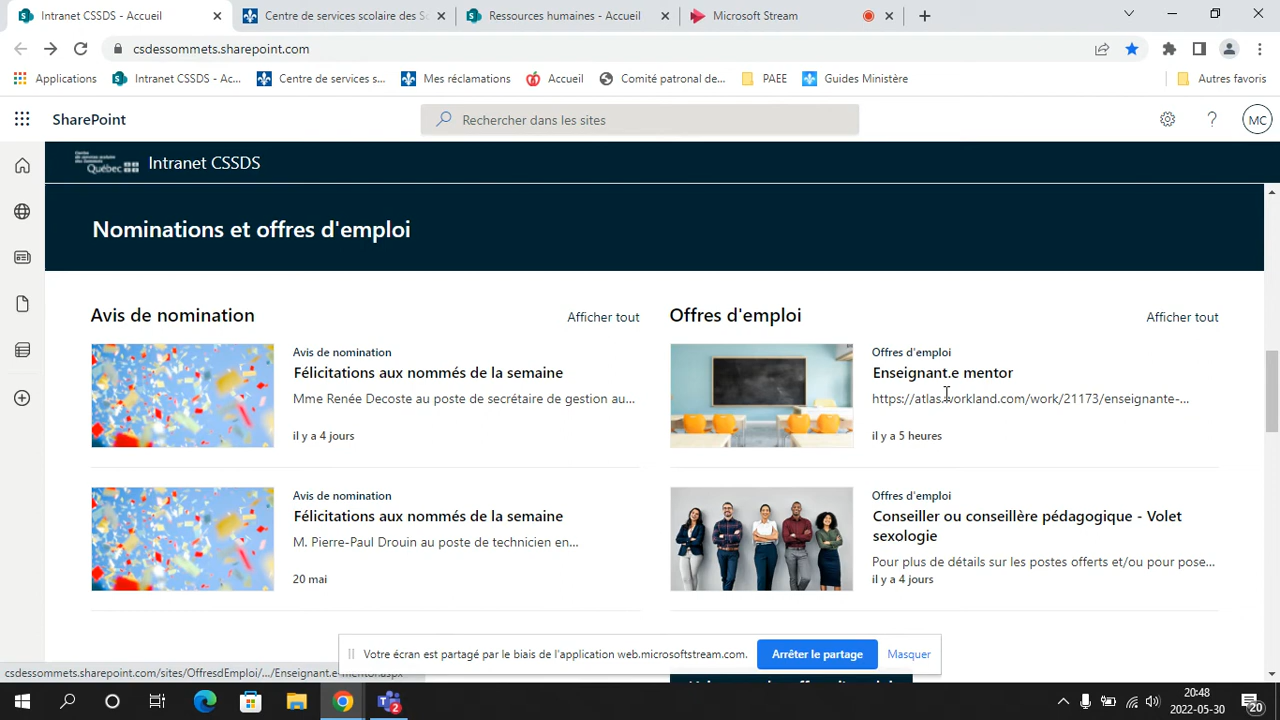 Intranet CSSDS - Accueil
Centre de services scolaire des So
Ressources humaines - Accueil
Microsoft Stream
csdessommets.sharepoint.com
Applications
Intranet CSSDS - Ac...
Centre de services s...
Mes réclamations
Accueil
Comité patronal de...
PAEE
Guides Ministère
Autres favoris
SharePoint
Rechercher dans les sites
MC
Québec
Intranet CSSDS
Nominations et offres d'emploi
Avis de nomination
Afficher tout
Offres d'emploi
Afficher tout
Avis de nomination
Félicitations aux nommés de la semaine
Mme Renée Decoste au poste de secrétaire de gestion au...
il y a 4 jours
Offres d'emploi
Enseignant.e mentor
https://atlas.workland.com/work/21173/enseignante-...
il y a 5 heures
Avis de nomination
Félicitations aux nommés de la semaine
M. Pierre-Paul Drouin au poste de technicien en...
20 mai
Offres d'emploi
Conseiller ou conseillère pédagogique - Volet
sexologie
Pour plus de détails sur les postes offerts et/ou pour pose...
il y a 4 jours
Votre écran est partagé par le biais de l'application web.microsoftstream.com.
Arrêter le partage
Masquer
csdessommets.sharepoint.com/sites/OffresdEmploi/.../Enseignant.e-mentor.aspx
2
20:48
2022-05-30
20